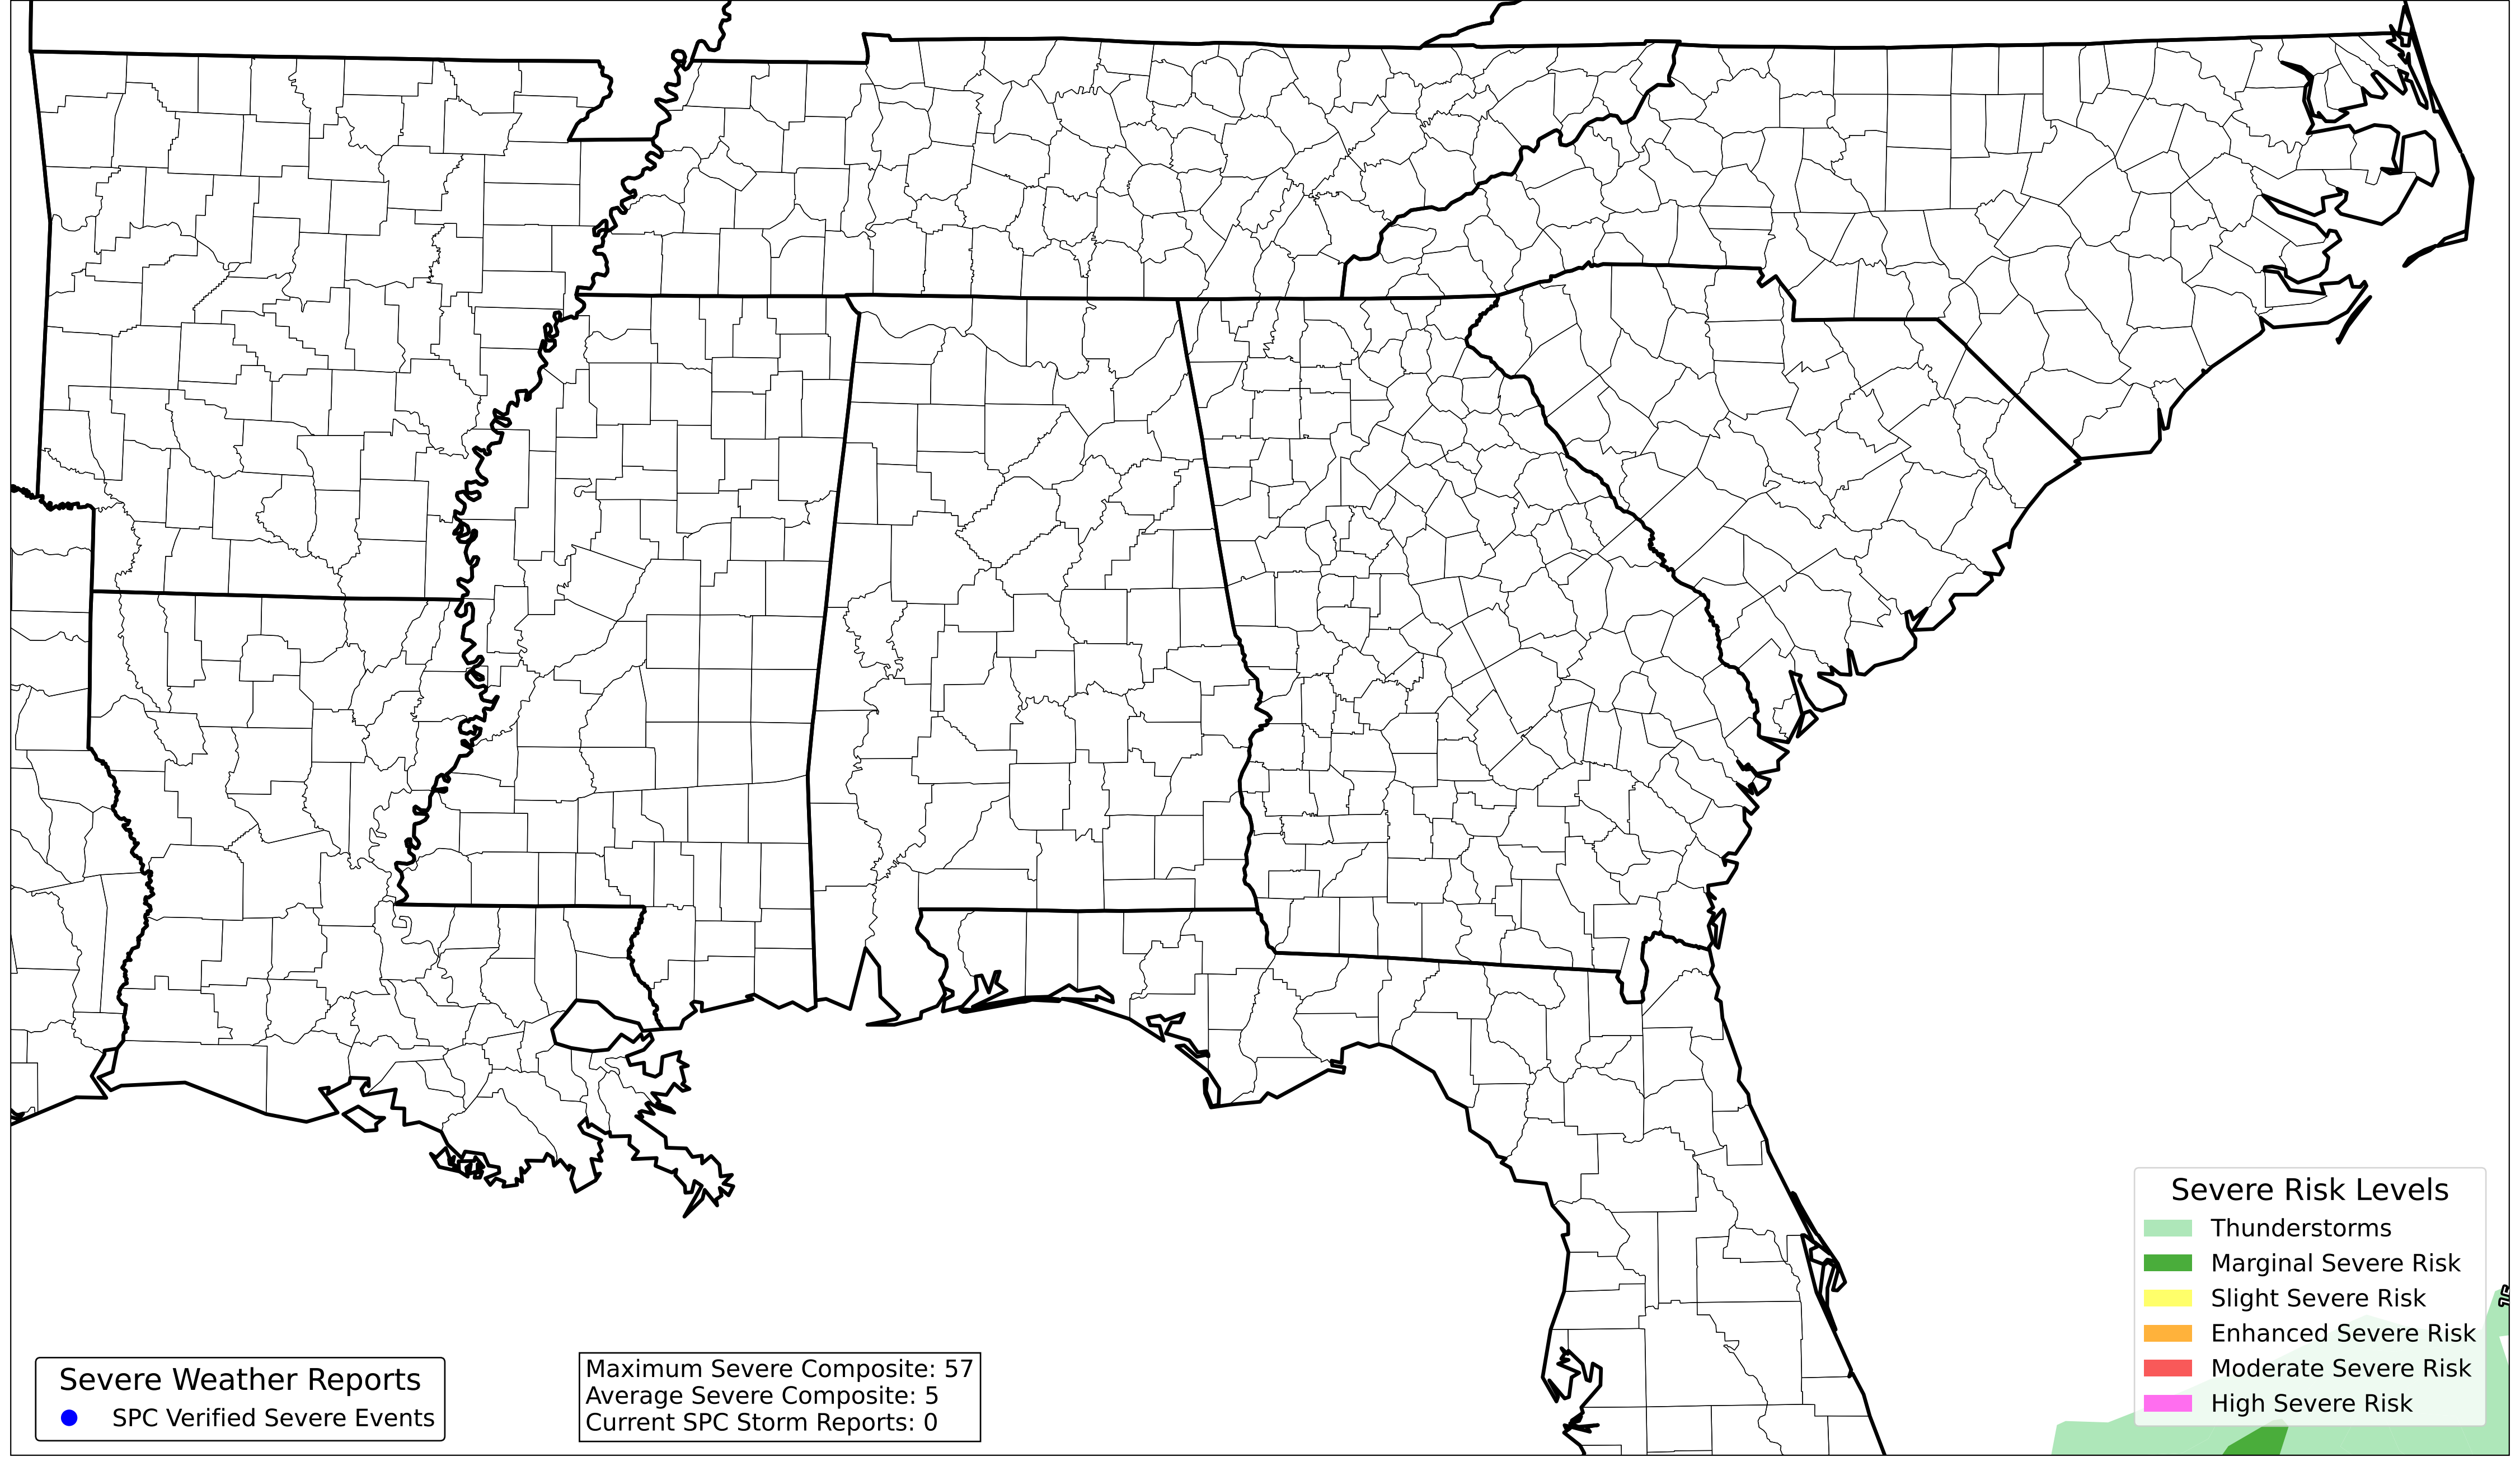 Severe Risk Levels
Thunderstorms
Marginal Severe Risk
Slight Severe Risk
Enhanced Severe Risk
Moderate Severe Risk
High Severe Risk
Severe Weather Reports
SPC Verified Severe Events
Maximum Severe Composite: 57
Average Severe Composite: 5
Current SPC Storm Reports: 0